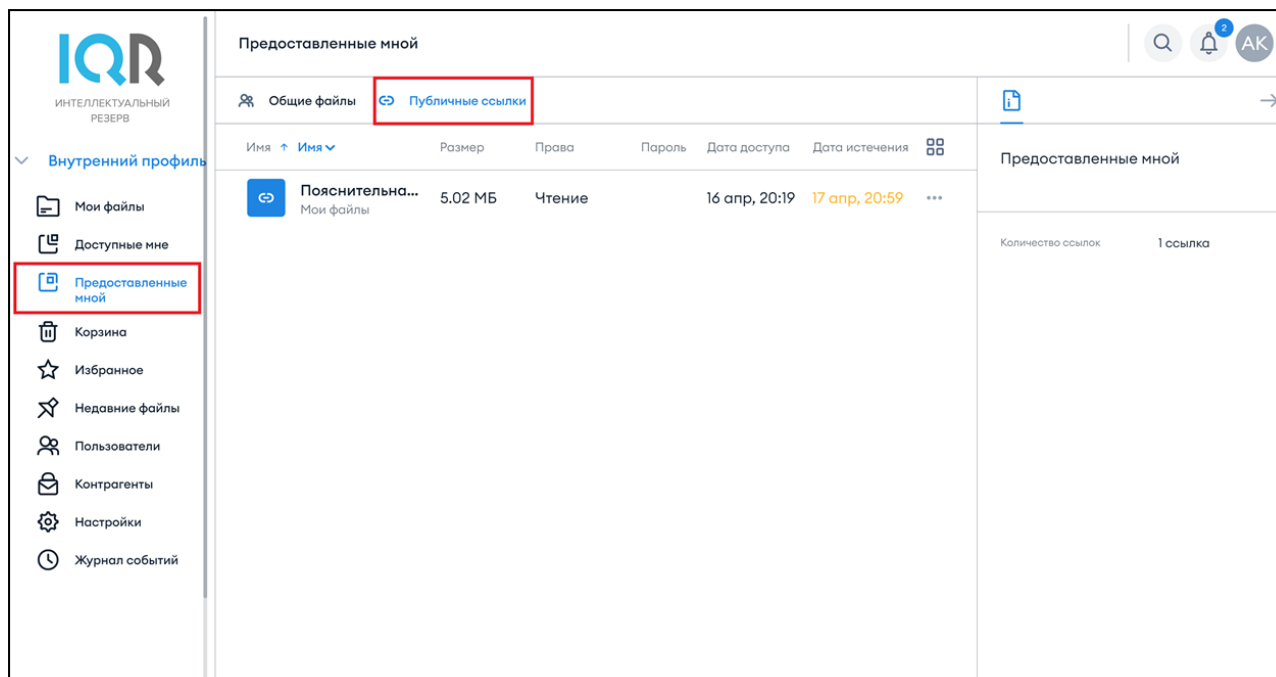 IQR
ИНТЕЛЛЕКТУАЛЬНЫЙ
РЕЗЕРВ
Внутренний профиль
Мои файлы
Доступные мне
Предоставленные
мной
Корзина
Избранное
Недавние файлы
Пользователи
Контрагенты
Настройки
Журнал событий
Предоставленные мной
2
AK
Общие файлы Публичные ссылки
Имя ↑ Имя Размер Права Пароль Дата доступа Дата истечения
Пояснительна... 5.02 МБ Чтение 16 апр, 20:19 17 апр, 20:59
Мои файлы
Предоставленные мной
Количество ссылок 1 ссылка